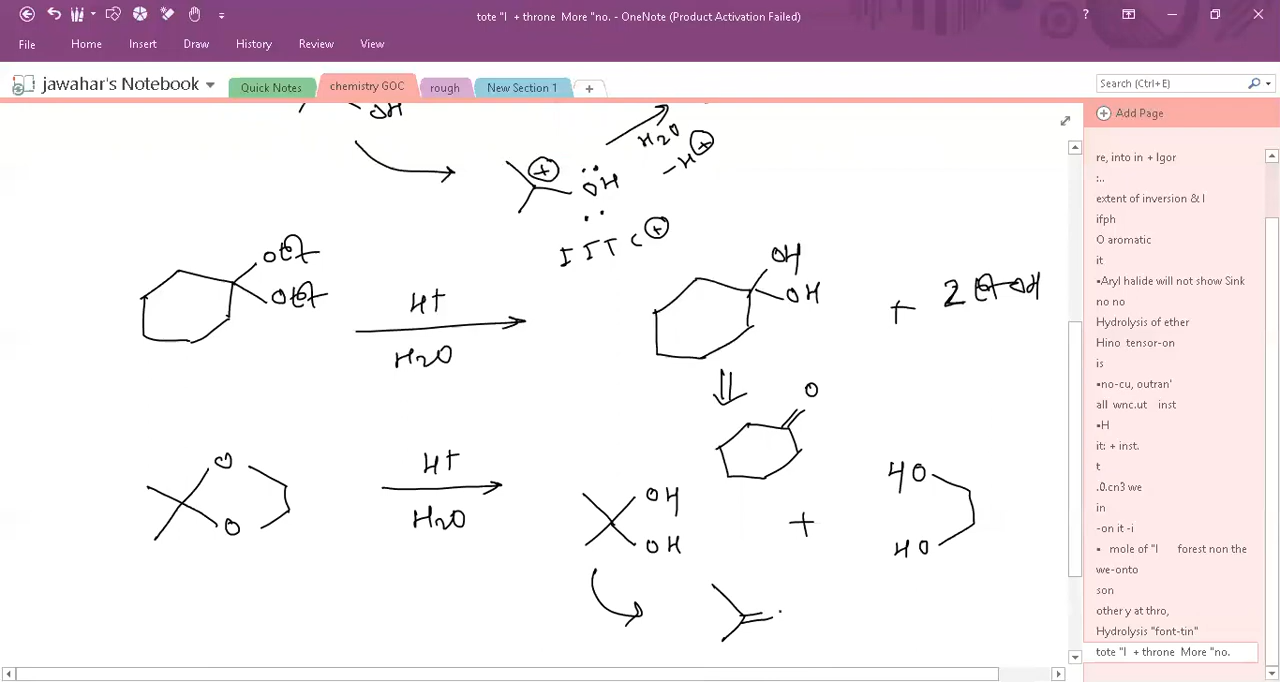 tote "l + throne More "no. - OneNote (Product Activation Failed)
File Home Insert Draw History Review View
jawahar's Notebook Quick Notes chemistry GOC rough New Section 1
Search (Ctrl+E)
Add Page
re, into in + Igor
:..
extent of inversion & l
ifph
O aromatic
it
•Aryl halide will not show Sink
no no
Hydrolysis of ether
Hino tensor-on
is
•no-cu, outran'
all wnc.ut inst
•H
it: + inst.
t
.0.cn3 we
in
-on it -i
• mole of "l forest non the
we-onto
son
other y at thro,
Hydrolysis "font-tin"
tote "l + throne More "no.
OH
H2O
-H⊕
⊕ OH
IIT C⊕
OEt
OEt
H+
H2O
OH
OH
+ 2 Et-OH
O
O
O
H+
H2O
OH
OH
+
HO
HO